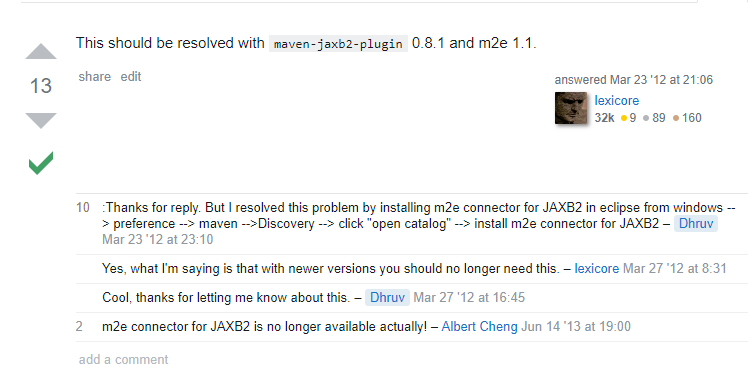 This should be resolved with maven-jaxb2-plugin 0.8.1 and m2e 1.1.
13
share edit
answered Mar 23 '12 at 21:06
lexicore
32k ●9 ●89 ●160
10 :Thanks for reply. But I resolved this problem by installing m2e connector for JAXB2 in eclipse from windows --
> preference --> maven -->Discovery --> click "open catalog" --> install m2e connector for JAXB2 – Dhruv
Mar 23 '12 at 23:10
Yes, what I'm saying is that with newer versions you should no longer need this. – lexicore Mar 27 '12 at 8:31
Cool, thanks for letting me know about this. – Dhruv Mar 27 '12 at 16:45
2 m2e connector for JAXB2 is no longer available actually! – Albert Cheng Jun 14 '13 at 19:00
add a comment